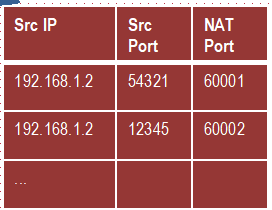 Src IP Src Port NAT Port
192.168.1.2 54321 60001
192.168.1.2 12345 60002
...